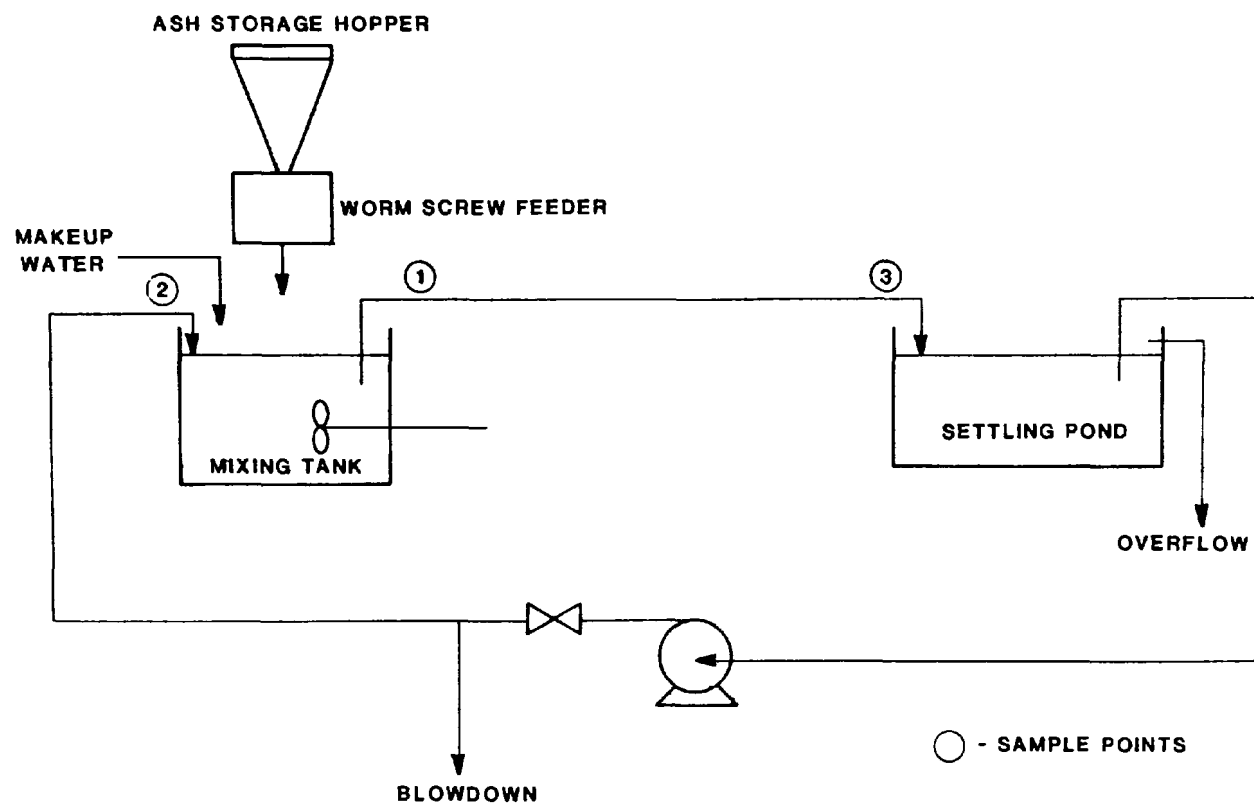 ASH STORAGE HOPPER
WORM SCREW FEEDER
MAKEUP
WATER
2
1
3
MIXING TANK
SETTLING POND
OVERFLOW
- SAMPLE POINTS
BLOWDOWN